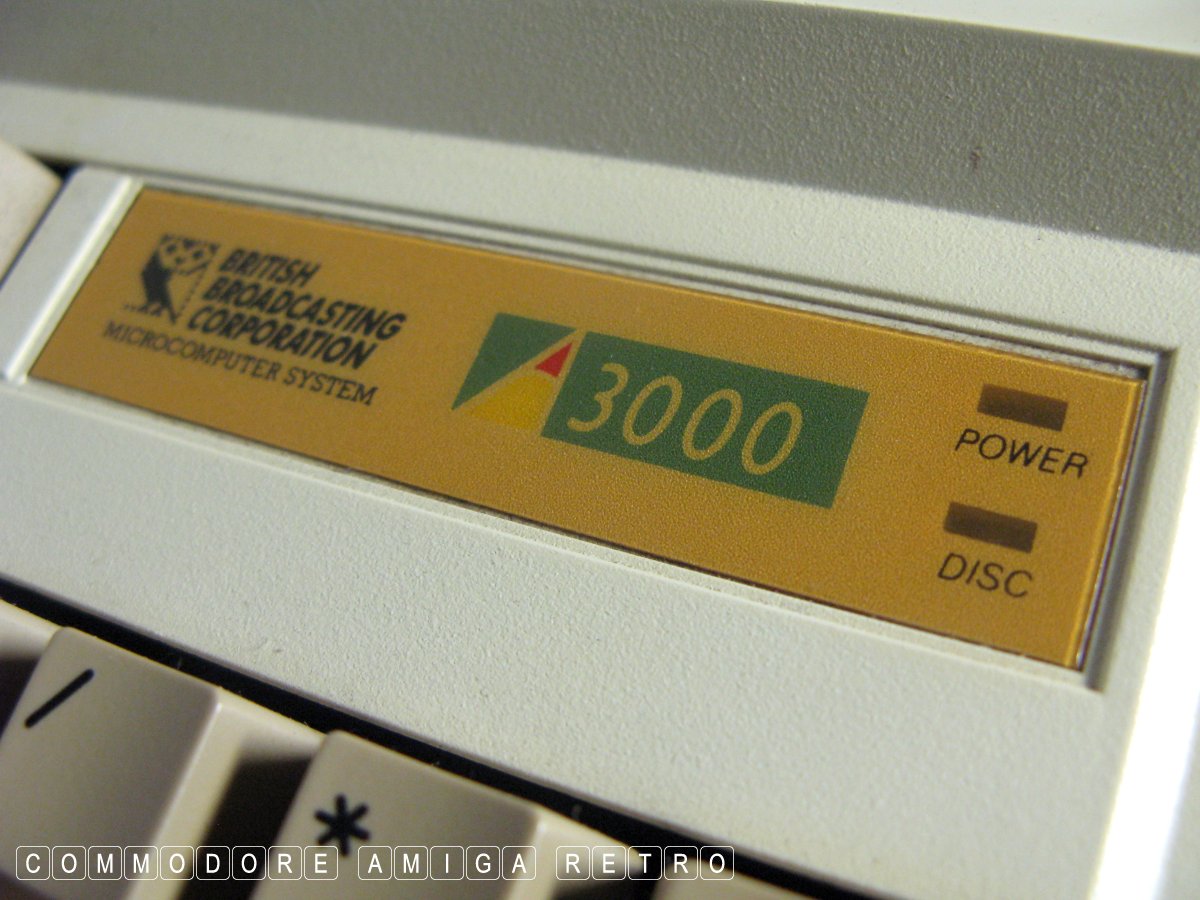 BRITISH
BROADCASTING
CORPORATION
MICROCOMPUTER SYSTEM
3000
POWER
DISC
/
*
COMMODORE AMIGA RETRO